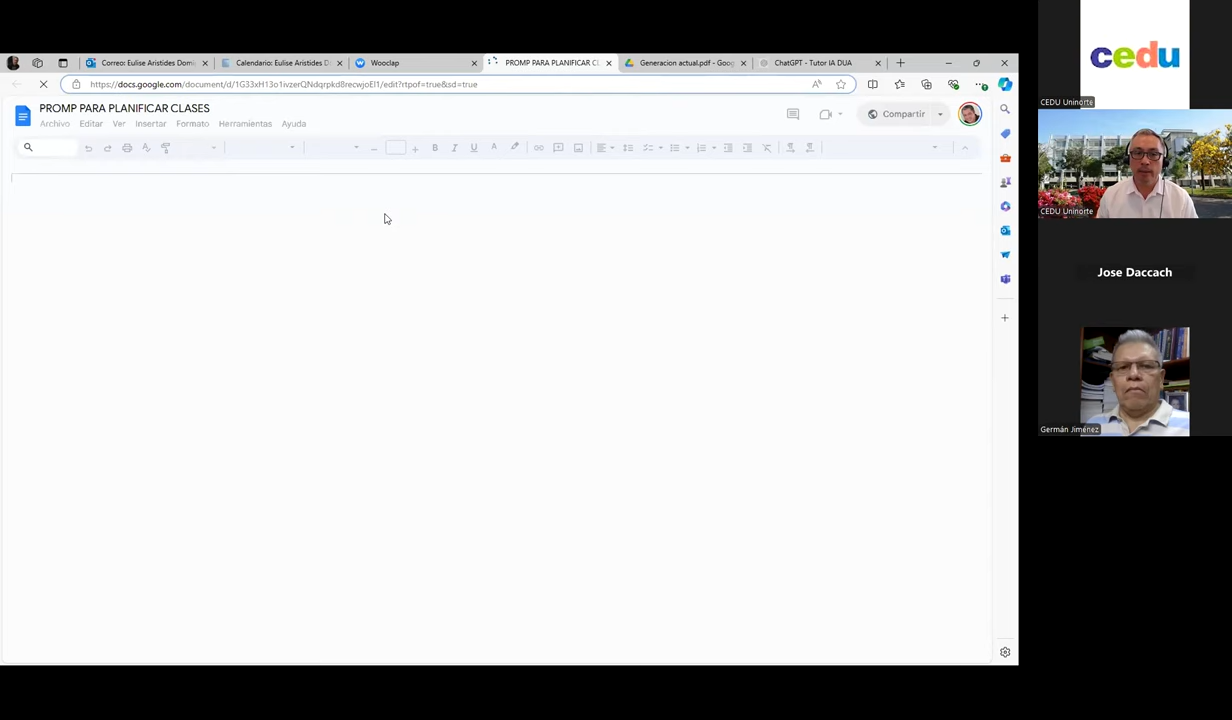 Correo: Eulise Aristides Dom
Calendario: Eulise Aristides D
Wooclap
PROMP PARA PLANIFICAR CL
Generacion actual.pdf - Goog
ChatGPT - Tutor IA DUA
https://docs.google.com/document/d/1G33xH13o1ivzerQNdqrpkd8recwjoEl1/edit?rtpof=true&sd=true
PROMP PARA PLANIFICAR CLASES
Archivo Editar Ver Insertar Formato Herramientas Ayuda
Compartir
cedu
CEDU Uninorte
CEDU Uninorte
Jose Daccach
Germán Jiménez